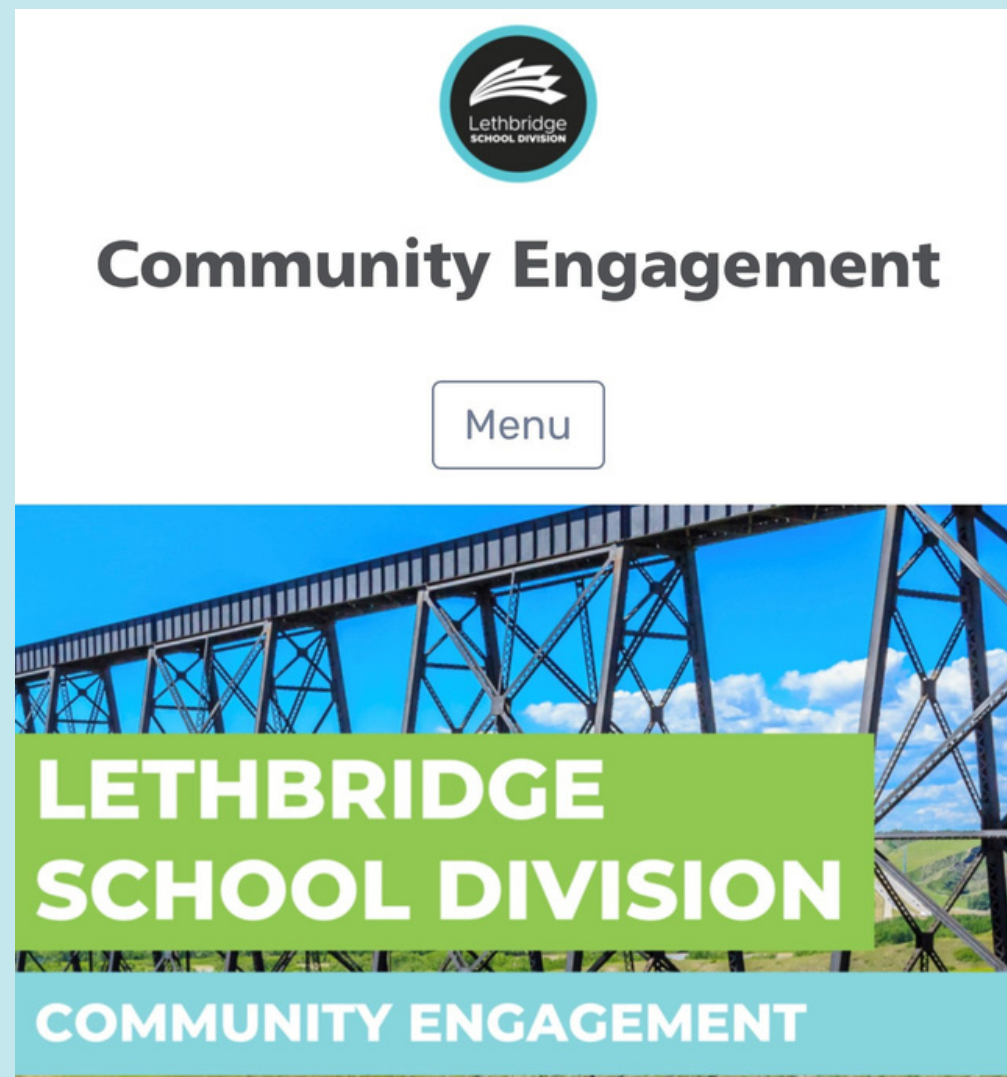 Lethbridge
SCHOOL DIVISION
Community Engagement
Menu
LETHBRIDGE
SCHOOL DIVISION
COMMUNITY ENGAGEMENT